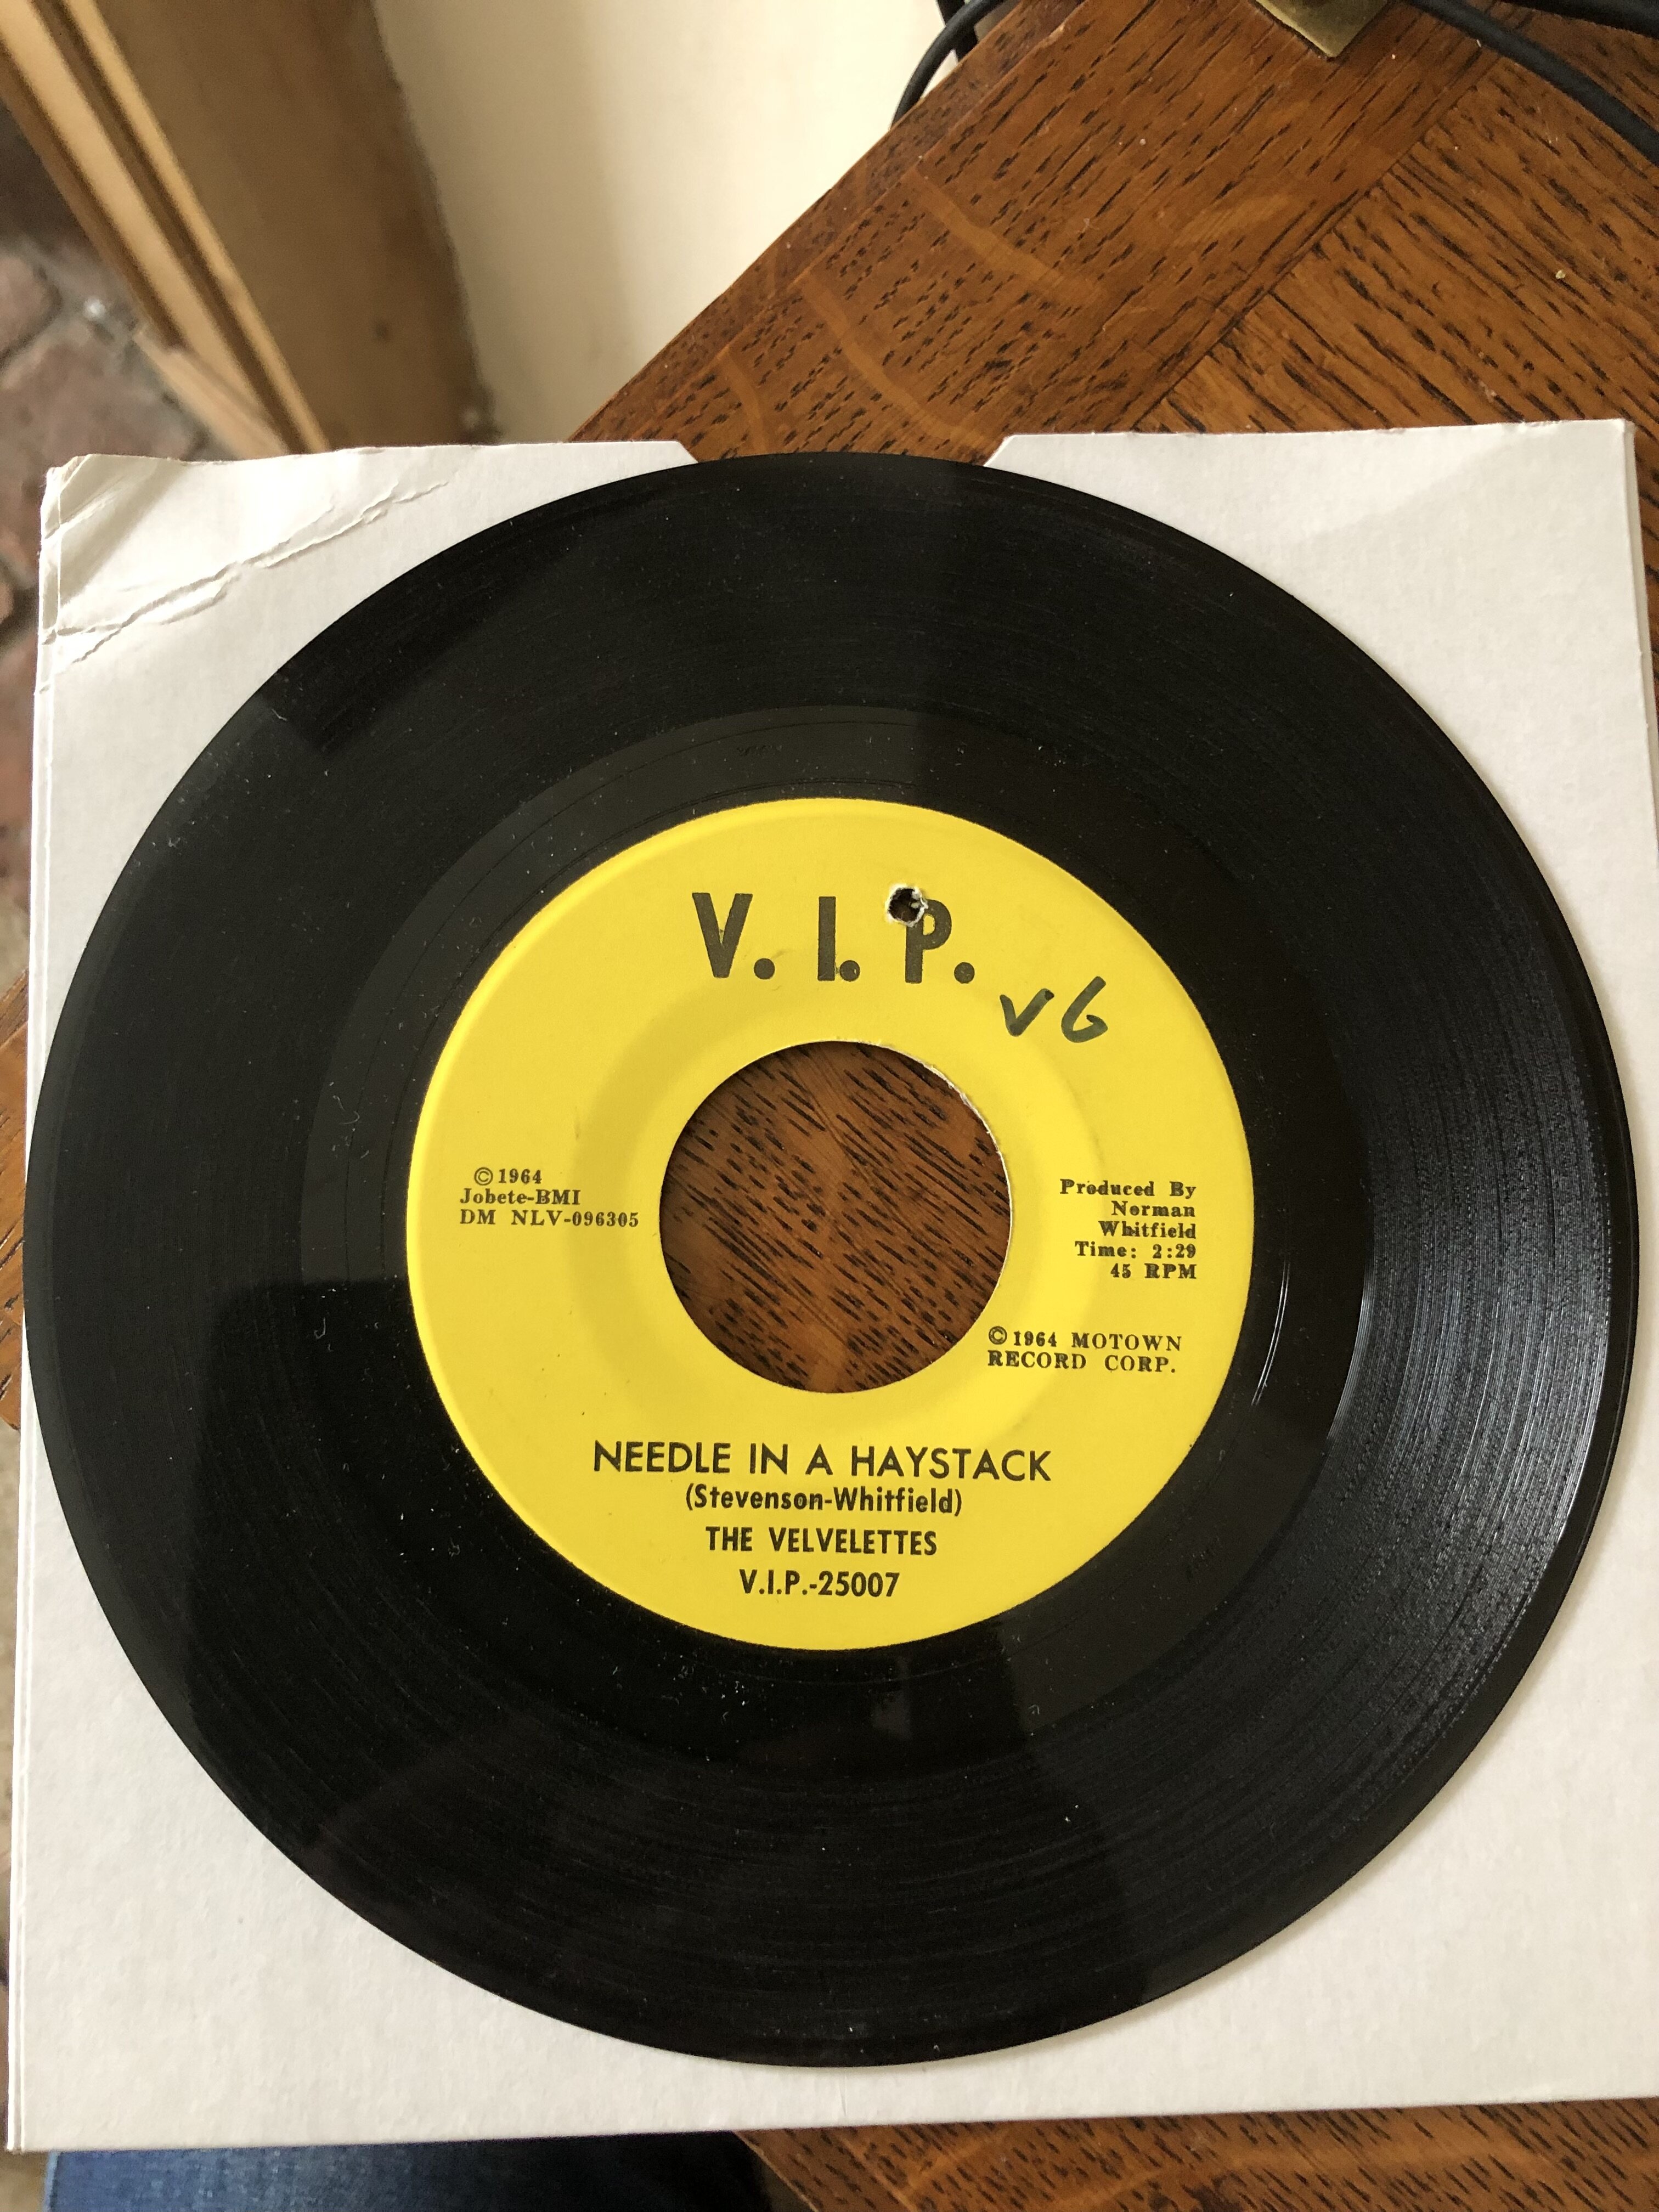 V. I. P.
VG
© 1964
Jobete-BMI
DM NLV-096305
Produced By
Norman
Whitfield
Time: 2:29
45 RPM
© 1964 MOTOWN
RECORD CORP.
NEEDLE IN A HAYSTACK
(Stevenson-Whitfield)
THE VELVELETTES
V.I.P.-25007